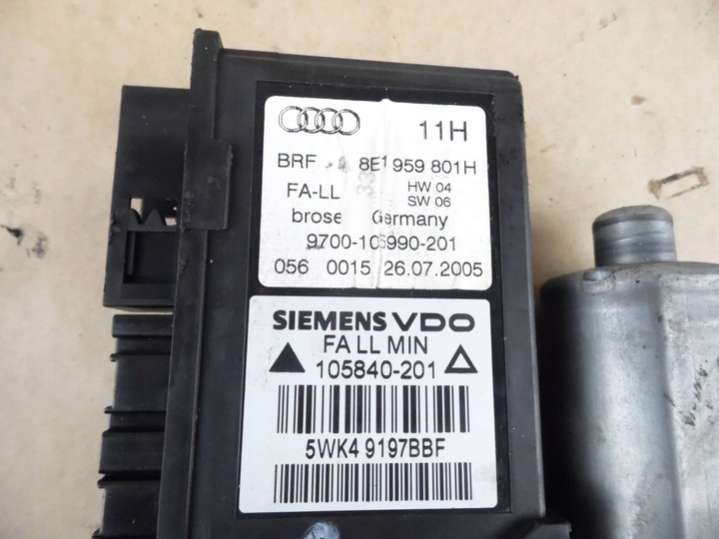 11H
BRF 8E1 959 801H
FA-LL HW 04
SW 06
brose Germany
9700-105990-201
056 0015 26.07.2005
SIEMENS VDO
FA LL MIN
105840-201
5WK4 9197BBF